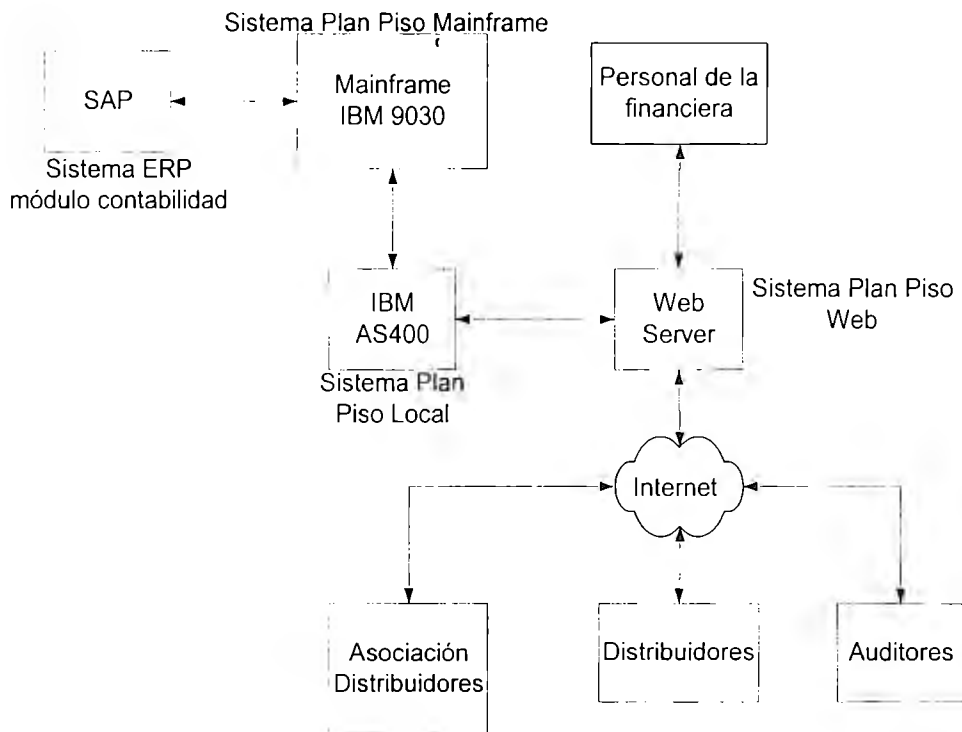 Sistema Plan Piso Mainframe
SAP
Mainframe
IBM 9030
Personal de la
financiera
Sistema ERP
módulo contabilidad
IBM
AS400
Web
Server
Sistema Plan Piso
Web
Sistema Plan
Piso Local
Internet
Asociación
Distribuidores
Distribuidores
Auditores